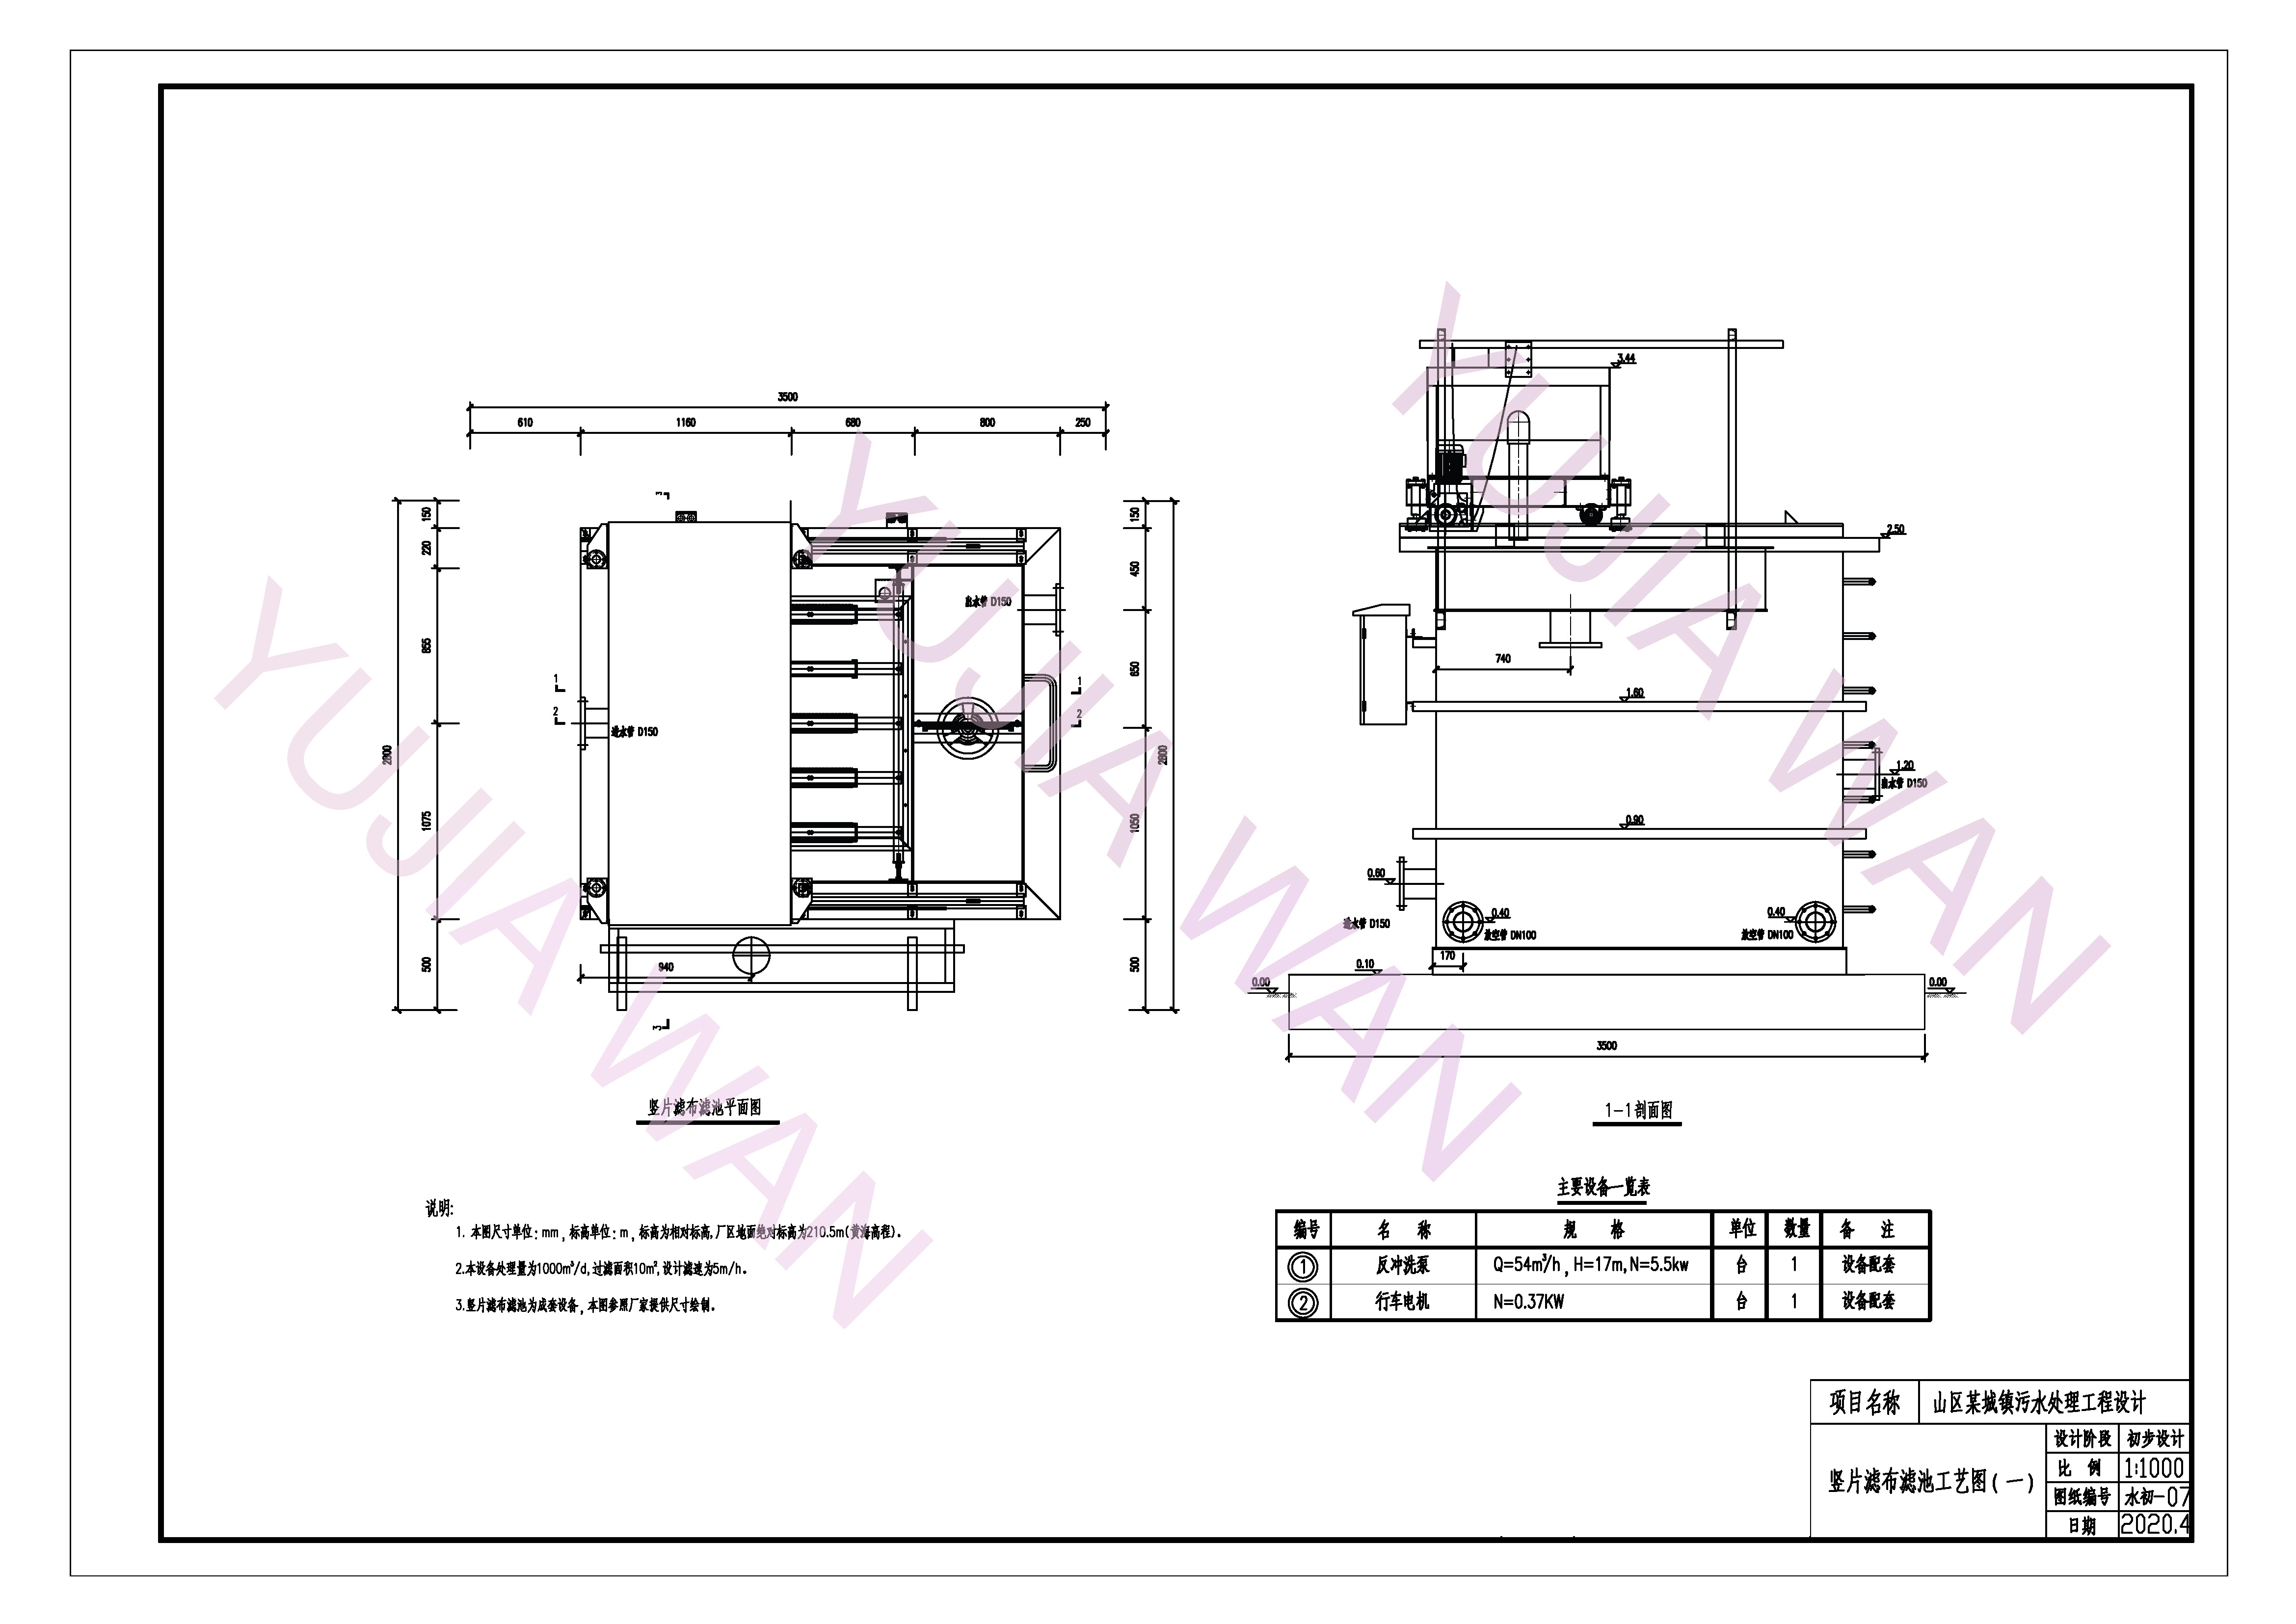 3500
610 1160 680 800 250
3
150 220 855 1075 500
2800
150 450 650 1050 500
2800
出水管 D150
1 1
2 2
进水管 D150
940
3
竖片滤布滤池平面图
3.44
2.50
740
1.60
1.20
出水管 D150
0.90
0.60
进水管 D150
0.40
放空管 DN100
0.40
放空管 DN100
170
0.10
0.00
0.00
3500
1-1剖面图
说明:
1. 本图尺寸单位: mm, 标高单位: m, 标高为相对标高,厂区地面绝对标高为210.5m(黄海高程)。
2.本设备处理量为1000m³/d,过滤面积10m²,设计滤速为5m/h。
3.竖片滤布滤池为成套设备, 本图参照厂家提供尺寸绘制。
主要设备一览表
编号 名 称 规 格 单位 数量 备 注
1 反冲洗泵 Q=54m³/h, H=17m,N=5.5kw 台 1 设备配套
2 行车电机 N=0.37KW 台 1 设备配套
项目名称 山区某城镇污水处理工程设计
竖片滤布滤池工艺图(一)
设计阶段 初步设计
比 例 1:1000
图纸编号 水初-07
日期 2020.4
YUJIA WAN
YUJIA WAN
YUJIA WAN